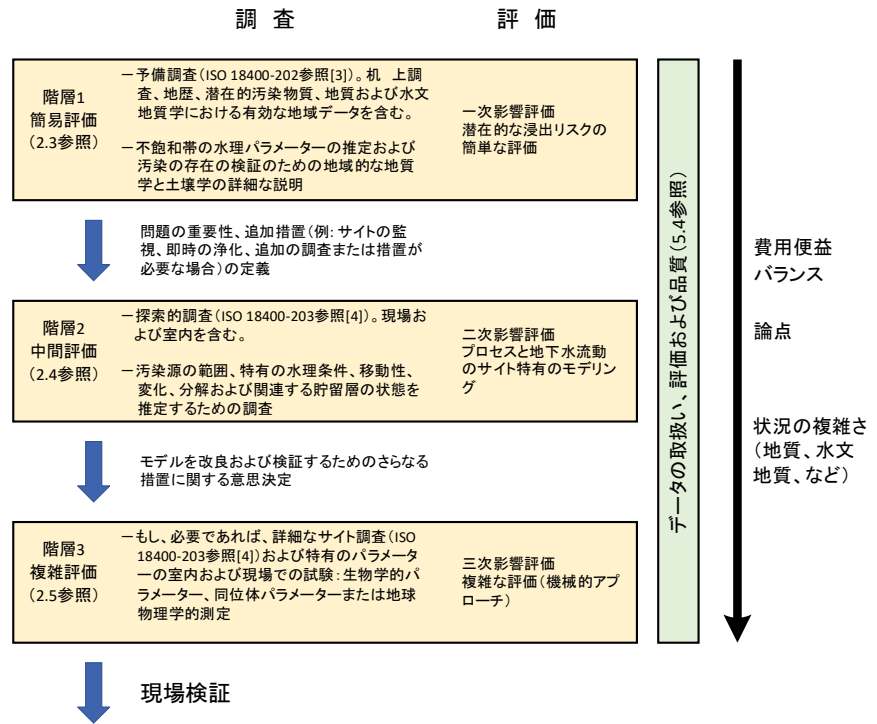 調 査
評 価
階層1
簡易評価
(2.3参照)
－予備調査(ISO 18400-202参照[3])。机 上調
査、地歴、潜在的汚染物質、地質および水文
地質学における有効な地域データを含む。
－不飽和帯の水理パラメーターの推定および
汚染の存在の検証のための地域的な地質
学と土壌学の詳細な説明
一次影響評価
潜在的な浸出リスクの
簡単な評価
問題の重要性、追加措置(例: サイトの監
視、即時の浄化、追加の調査または措置が
必要な場合)の定義
階層2
中間評価
(2.4参照)
－探索的調査(ISO 18400-203参照[4])。現場お
よび室内を含む。
－汚染源の範囲、特有の水理条件、移動性、
変化、分解および関連する貯留層の状態を
推定するための調査
二次影響評価
プロセスと地下水流動
のサイト特有のモデリン
グ
モデルを改良および検証するためのさらなる
措置に関する意思決定
階層3
複雑評価
(2.5参照)
－もし、必要であれば、詳細なサイト調査(ISO
18400-203参照[4])および特有のパラメータ
ーの室内および現場での試験: 生物学的パ
ラメーター、同位体パラメーターまたは地球
物理学的測定
三次影響評価
複雑な評価(機械的アプ
ローチ)
現場検証
データの取扱い、評価および品質(5.4参照)
費用便益
バランス
論点
状況の複雑さ
(地質、水文
地質、など)